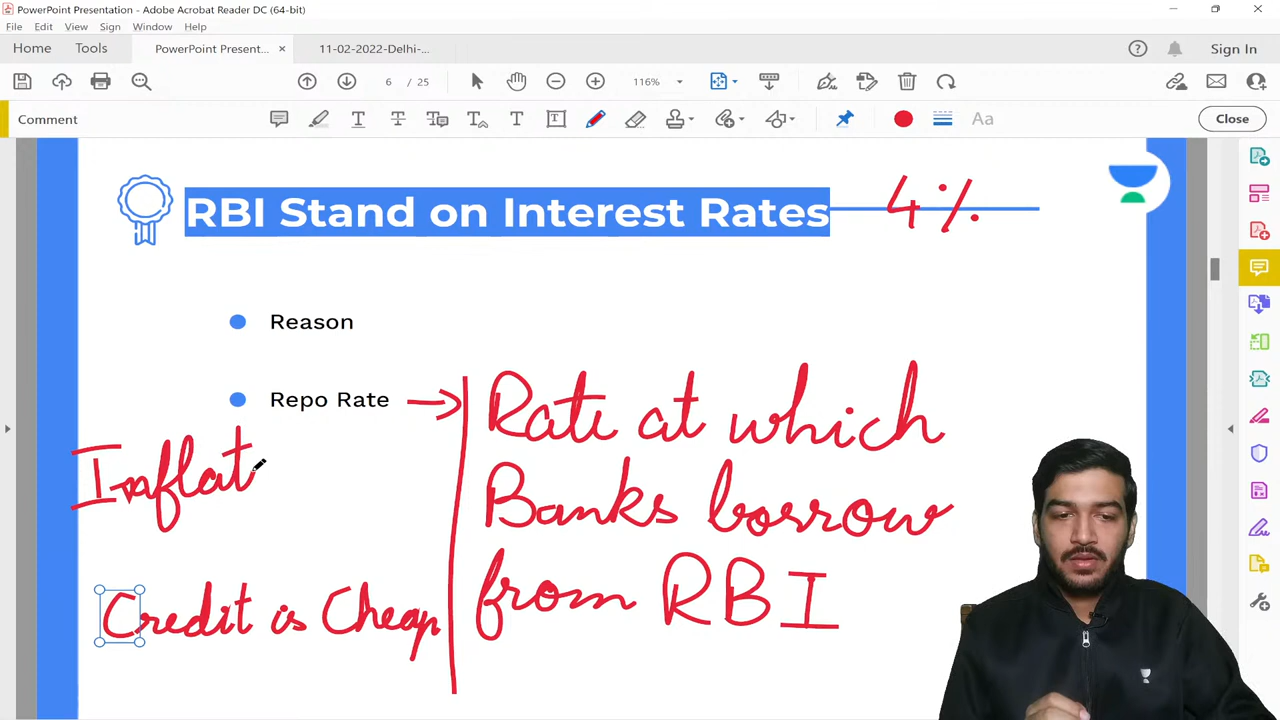 PowerPoint Presentation - Adobe Acrobat Reader DC (64-bit)
File Edit View Sign Window Help
Home Tools PowerPoint Present... × 11-02-2022-Delhi-... ? Sign In
6 / 25 116%
Comment Aa Close
RBI Stand on Interest Rates 4%
Reason
Repo Rate → Rate at which
Inflat
Banks borrow
Credit is Cheap
from RBI